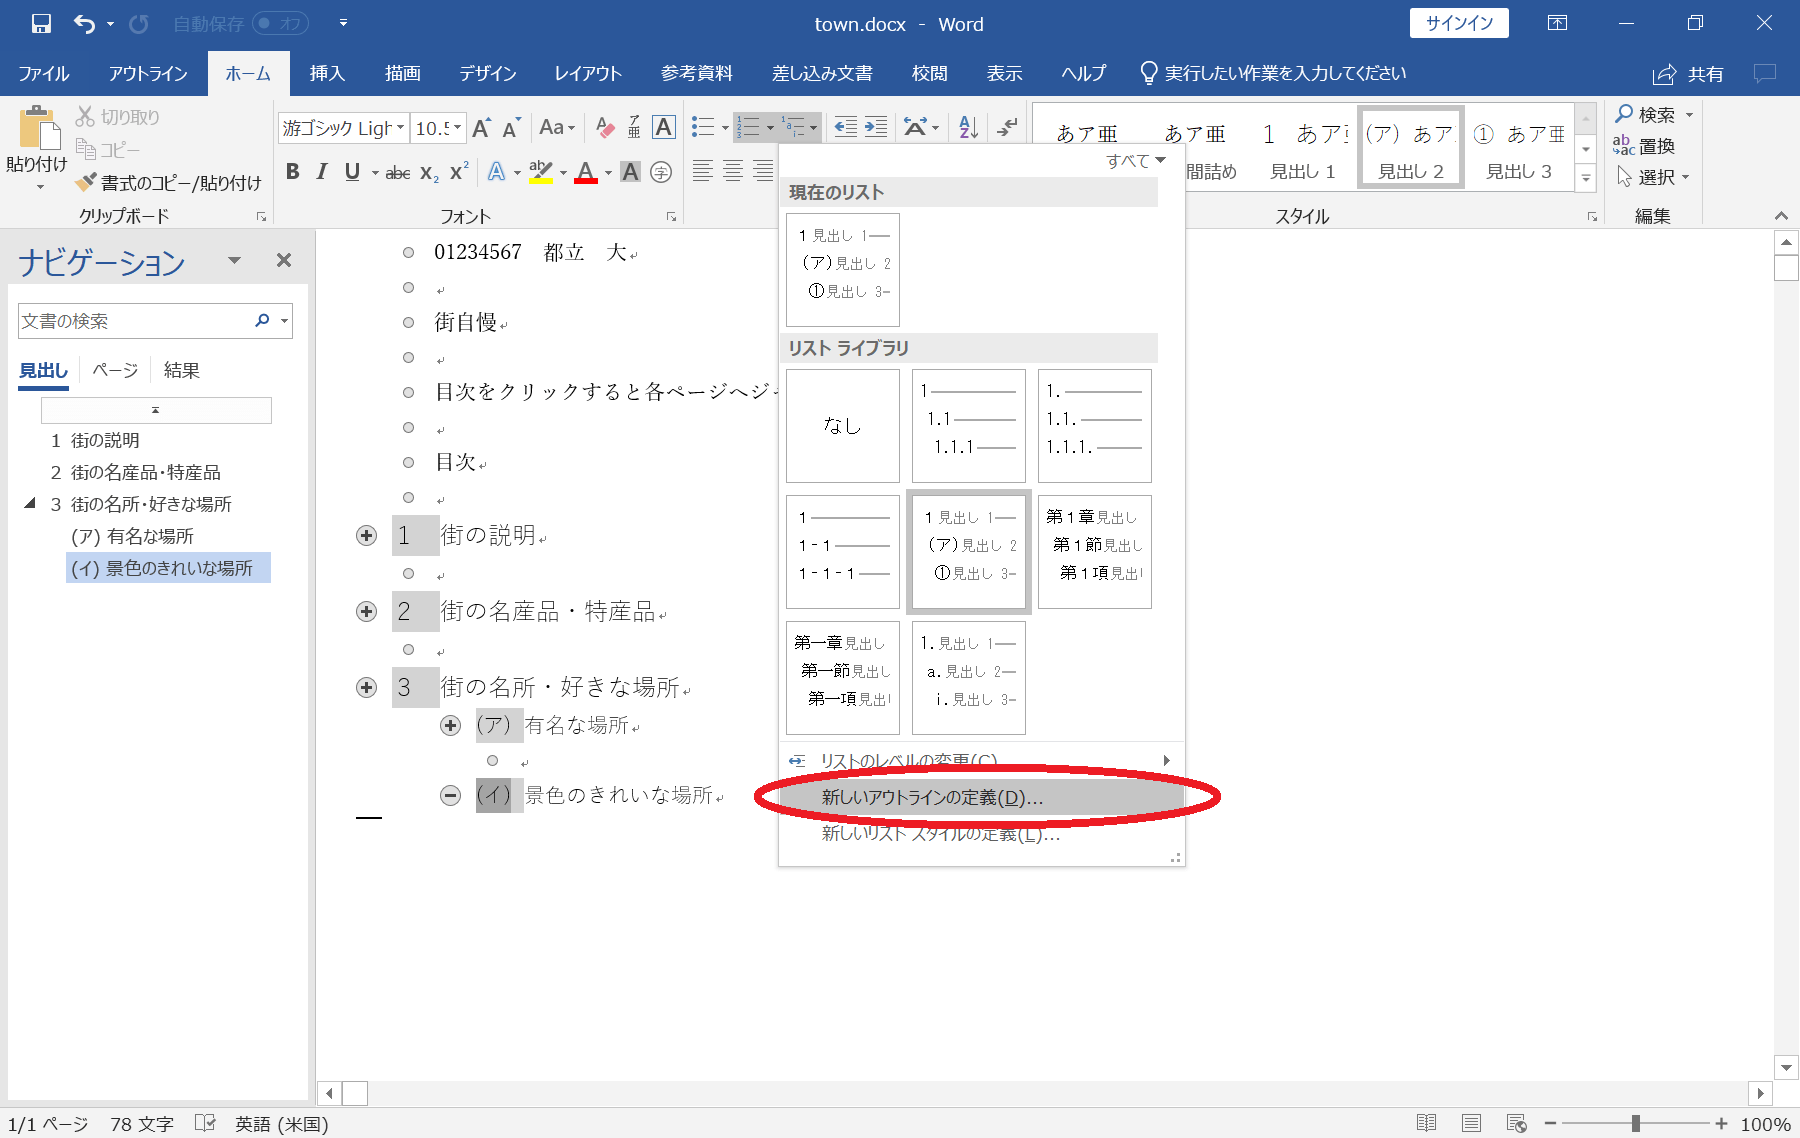 自動保存 オフ
town.docx - Word
サインイン
ファイル アウトライン ホーム 挿入 描画 デザイン レイアウト 参考資料 差し込み文書 校閲 表示 ヘルプ 実行したい作業を入力してください 共有
貼り付け
切り取り
コピー
書式のコピー/貼り付け
クリップボード
游ゴシック Ligh 10.5
Aa
ア
亜
A
B I U abc X₂ X² A aby A A 字
フォント
すべて
あア亜 あア亜 1 あア亜 (ア) あア ① あア亜
間詰め 見出し 1 見出し 2 見出し 3
スタイル
検索
置換
選択
編集
ナビゲーション
文書の検索
見出し ページ 結果
1 街の説明
2 街の名産品・特産品
3 街の名所・好きな場所
(ア) 有名な場所
(イ) 景色のきれいな場所
01234567 都立 大
街自慢
目次をクリックすると各ページへジ
目次
1 街の説明
2 街の名産品・特産品
3 街の名所・好きな場所
(ア) 有名な場所
(イ) 景色のきれいな場所
現在のリスト
1 見出し 1
(ア)見出し 2
①見出し 3
リスト ライブラリ
なし
1
1.1
1.1.1
1.
1.1.
1.1.1.
1
1-1
1-1-1
1 見出し 1
(ア)見出し 2
①見出し 3
第1章見出し
第1節見出し
第1項見出し
第一章見出し
第一節見出し
第一項見出し
1.見出し 1
a.見出し 2
i.見出し 3
リストのレベルの変更(C)
新しいアウトラインの定義(D)...
新しいリスト スタイルの定義(L)...
1/1 ページ 78 文字 英語 (米国) 100%